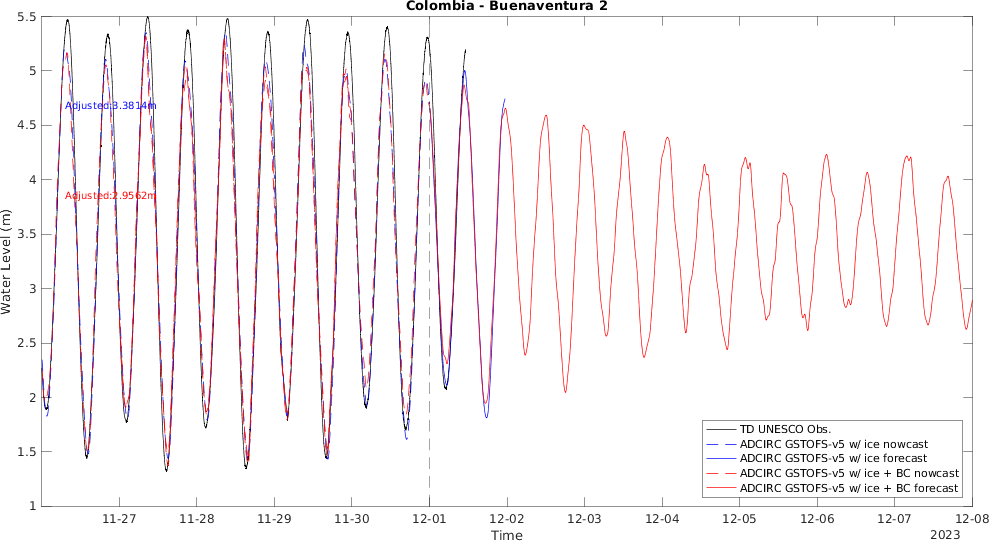 Colombia - Buenaventura 2
5.5
5
4.5
4
3.5
3
2.5
2
1.5
1
Water Level (m)
Adjusted:3.3814m
Adjusted:2.9562m
TD UNESCO Obs.
ADCIRC GSTOFS-v5 w/ ice nowcast
ADCIRC GSTOFS-v5 w/ ice forecast
ADCIRC GSTOFS-v5 w/ ice + BC nowcast
ADCIRC GSTOFS-v5 w/ ice + BC forecast
11-27 11-28 11-29 11-30 12-01 12-02 12-03 12-04 12-05 12-06 12-07 12-08
Time
2023